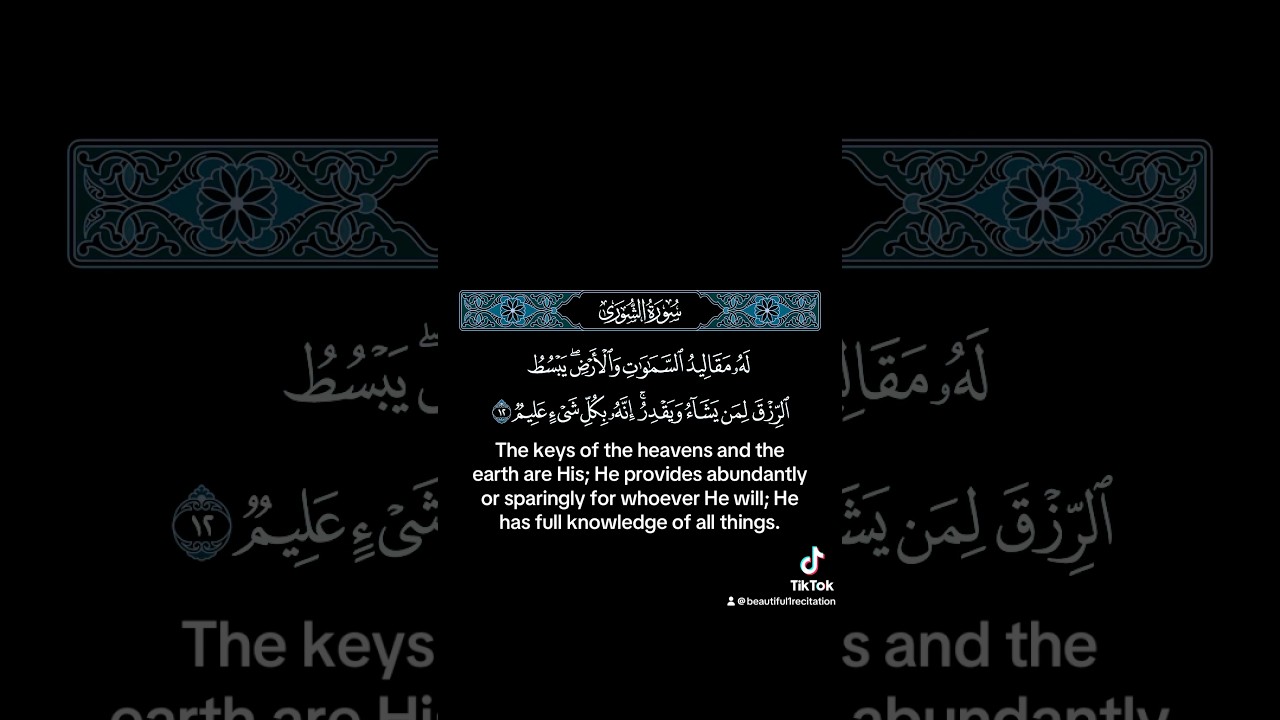 سُورَةُ الشُّورَىٰ
لَهُۥ مَقَالِيدُ ٱلسَّمَٰوَٰتِ وَٱلْأَرْضِ ۖ يَبْسُطُ
ٱلرِّزْقَ لِمَن يَشَآءُ وَيَقْدِرُ ۚ إِنَّهُۥ بِكُلِّ شَىْءٍ عَلِيمٌ ١٢
The keys of the heavens and the
earth are His; He provides abundantly
or sparingly for whoever He will; He
has full knowledge of all things.
TikTok
@beautiful1recitation